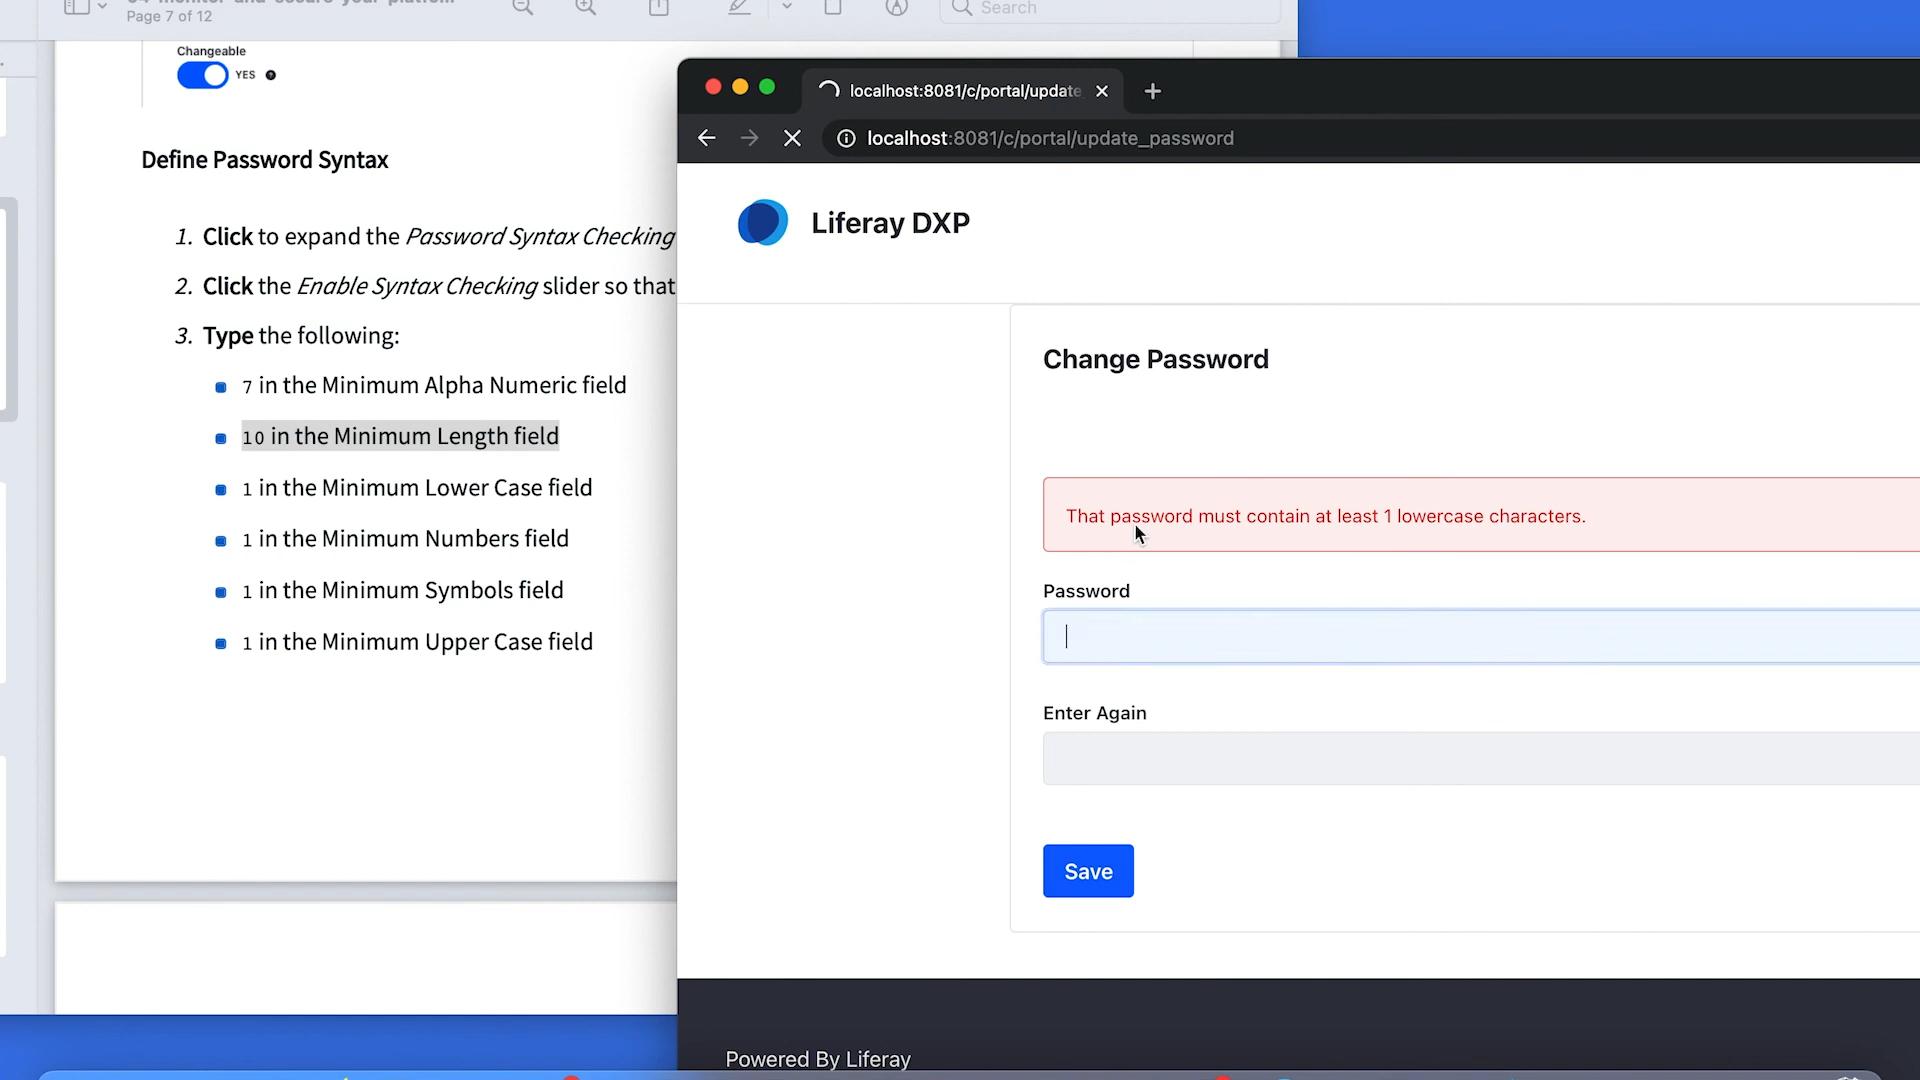 Page 7 of 12
Search
Changeable
YES
Define Password Syntax
1. Click to expand the Password Syntax Checking
2. Click the Enable Syntax Checking slider so that
3. Type the following:
7 in the Minimum Alpha Numeric field
10 in the Minimum Length field
1 in the Minimum Lower Case field
1 in the Minimum Numbers field
1 in the Minimum Symbols field
1 in the Minimum Upper Case field
localhost:8081/c/portal/update
localhost:8081/c/portal/update_password
Liferay DXP
Change Password
That password must contain at least 1 lowercase characters.
Password
Enter Again
Save
Powered By Liferay